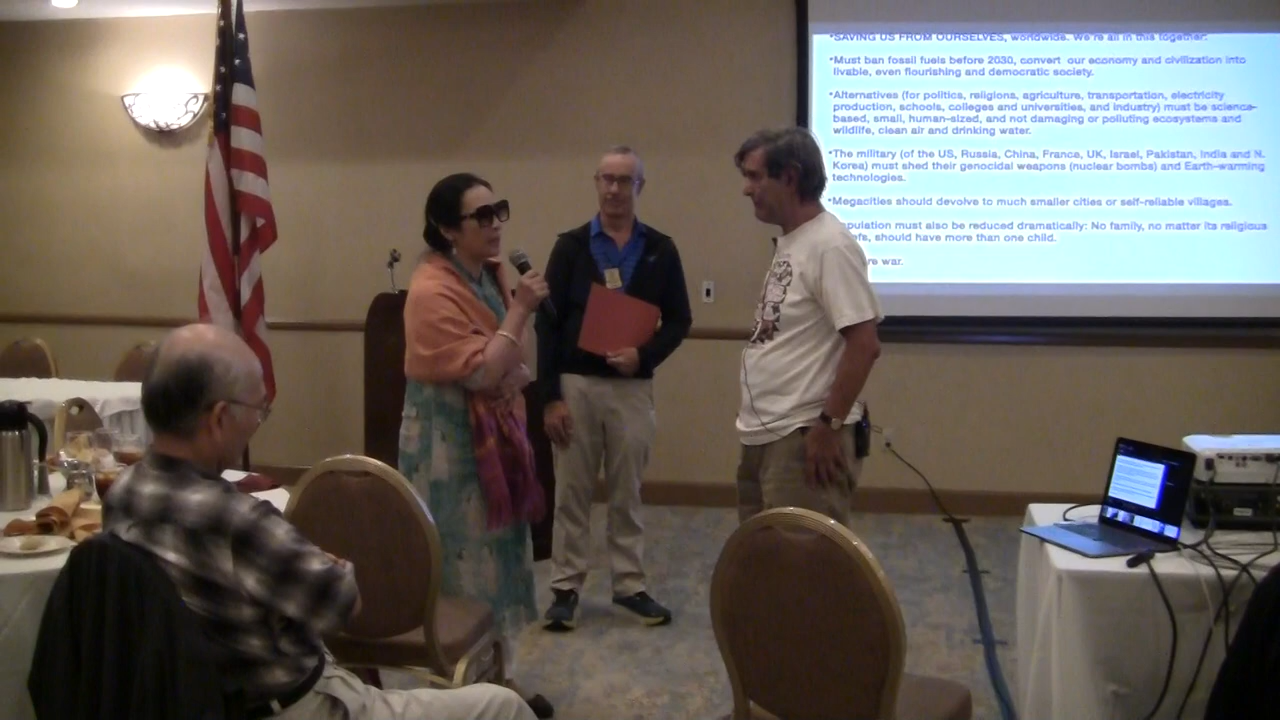 •SAVING US FROM OURSELVES, worldwide. We're all in this together:
•Must ban fossil fuels before 2030, convert our economy and civilization into
livable, even flourishing and democratic society.
•Alternatives (for politics, religions, agriculture, transportation, electricity
production, schools, colleges and universities, and industry) must be science-
based, small, human-sized, and not damaging or polluting ecosystems and
wildlife, clean air and drinking water.
•The military (of the US, Russia, China, France, UK, Israel, Pakistan, India and N.
Korea) must shed their genocidal weapons (nuclear bombs) and Earth-warming
technologies.
•Megacities should devolve to much smaller cities or self-reliable villages.
opulation must also be reduced dramatically: No family, no matter its religious
efs, should have more than one child.
re war.